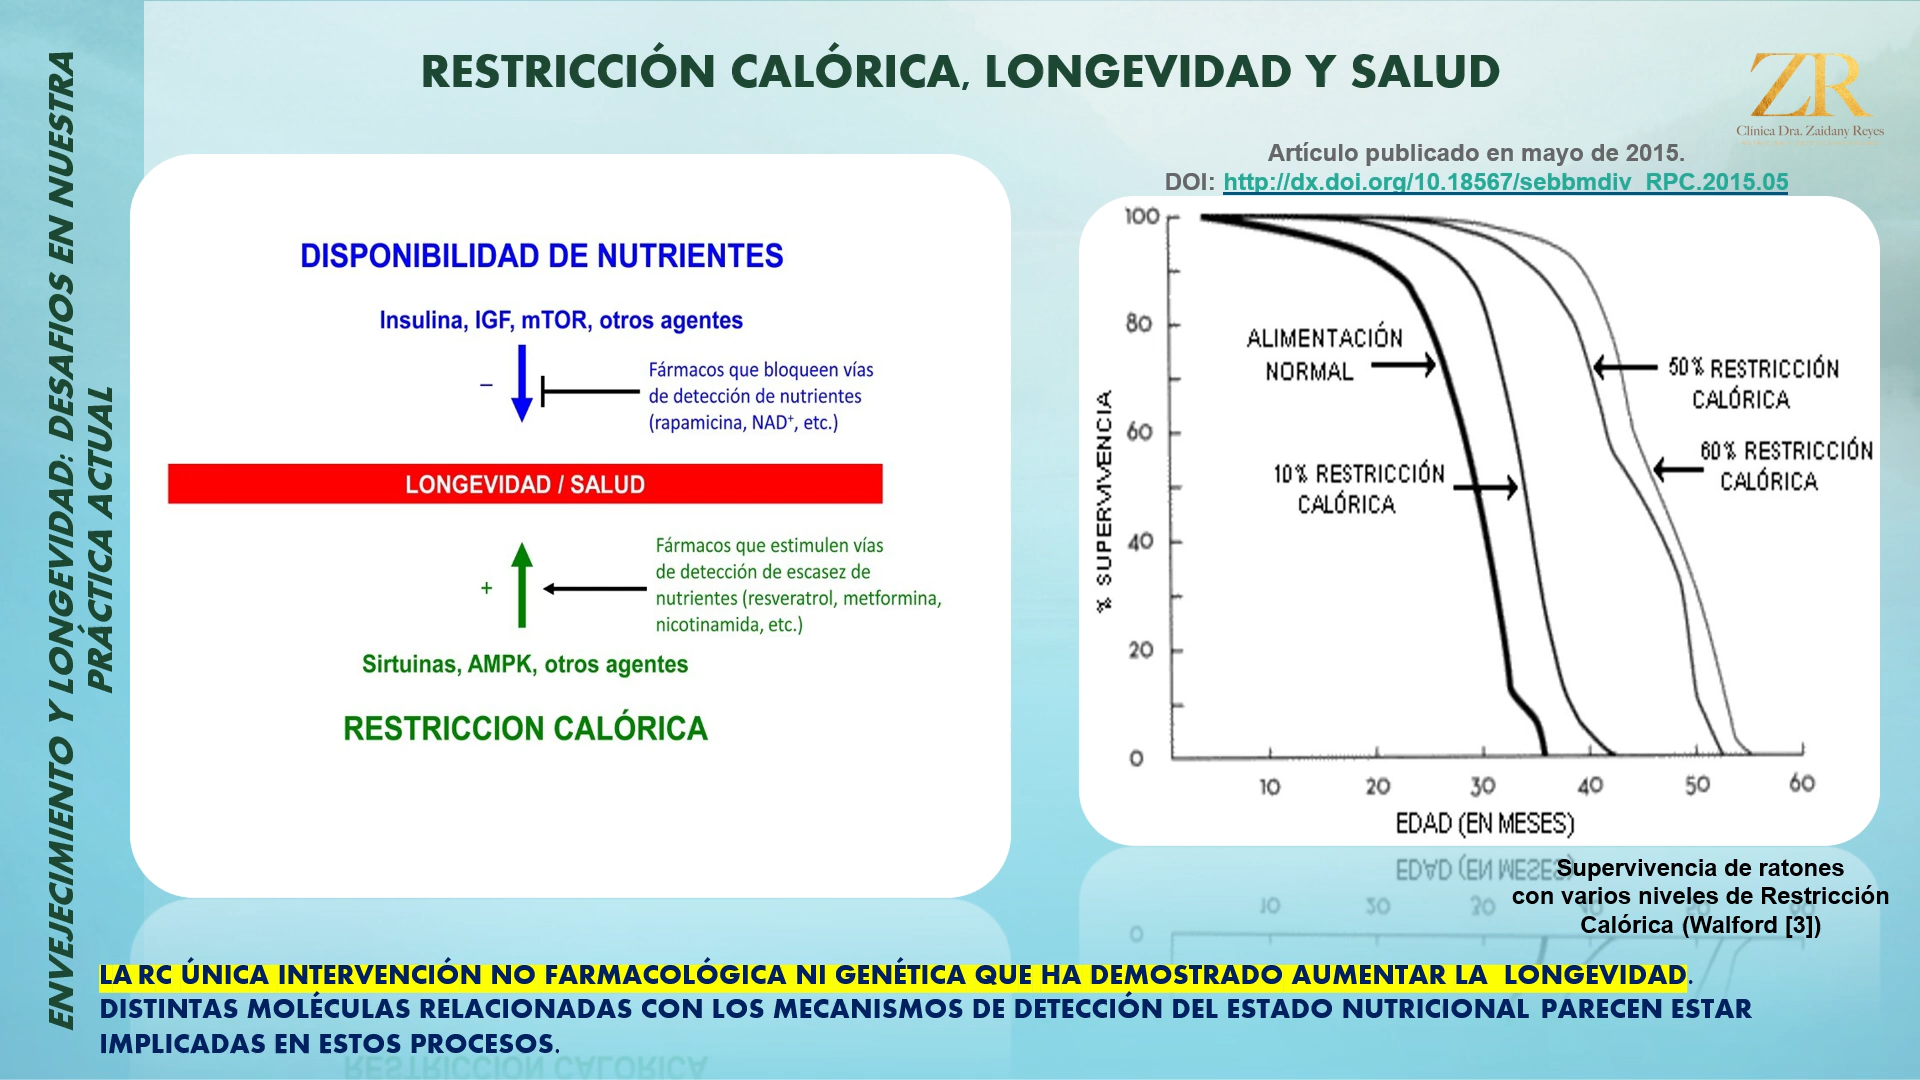 RESTRICCIÓN CALÓRICA, LONGEVIDAD Y SALUD
ZR
Clínica Dra. Zaidany Reyes
ENVEJECIMIENTO Y LONGEVIDAD: DESAFIOS EN NUESTRA
PRÁCTICA ACTUAL
Artículo publicado en mayo de 2015.
DOI: http://dx.doi.org/10.18567/sebbmdiv_RPC.2015.05
DISPONIBILIDAD DE NUTRIENTES
Insulina, IGF, mTOR, otros agentes
–
Fármacos que bloqueen vías
de detección de nutrientes
(rapamicina, NAD⁺, etc.)
LONGEVIDAD / SALUD
+
Fármacos que estimulen vías
de detección de escasez de
nutrientes (resveratrol, metformina,
nicotinamida, etc.)
Sirtuinas, AMPK, otros agentes
RESTRICCION CALÓRICA
% SUPERVIVENCIA
100
80
60
40
20
0
ALIMENTACIÓN
NORMAL
10% RESTRICCIÓN
CALÓRICA
50% RESTRICCIÓN
CALÓRICA
60% RESTRICCIÓN
CALÓRICA
10 20 30 40 50 60
EDAD (EN MESES)
Supervivencia de ratones
con varios niveles de Restricción
Calórica (Walford [3])
LA RC ÚNICA INTERVENCIÓN NO FARMACOLÓGICA NI GENÉTICA QUE HA DEMOSTRADO AUMENTAR LA LONGEVIDAD.
DISTINTAS MOLÉCULAS RELACIONADAS CON LOS MECANISMOS DE DETECCIÓN DEL ESTADO NUTRICIONAL PARECEN ESTAR
IMPLICADAS EN ESTOS PROCESOS.